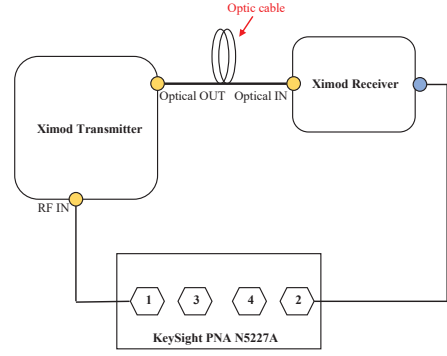 Optic cable
Optical OUT
Optical IN
Ximod Transmitter
Ximod Receiver
RF IN
1
3
4
2
KeySight PNA N5227A